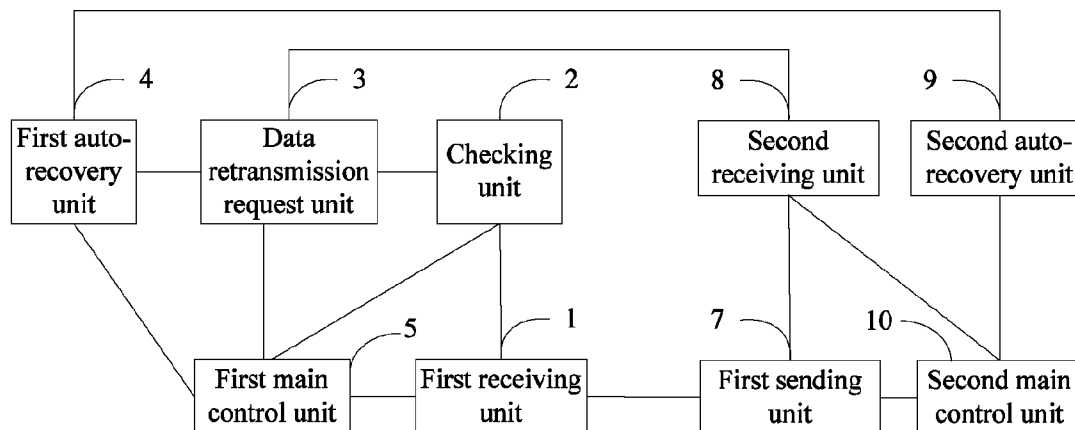 4
3
2
8
9
First auto-
recovery
unit
Data
retransmission
request unit
Checking
unit
Second
receiving unit
Second auto-
recovery unit
5
1
7
10
First main
control unit
First receiving
unit
First sending
unit
Second main
control unit